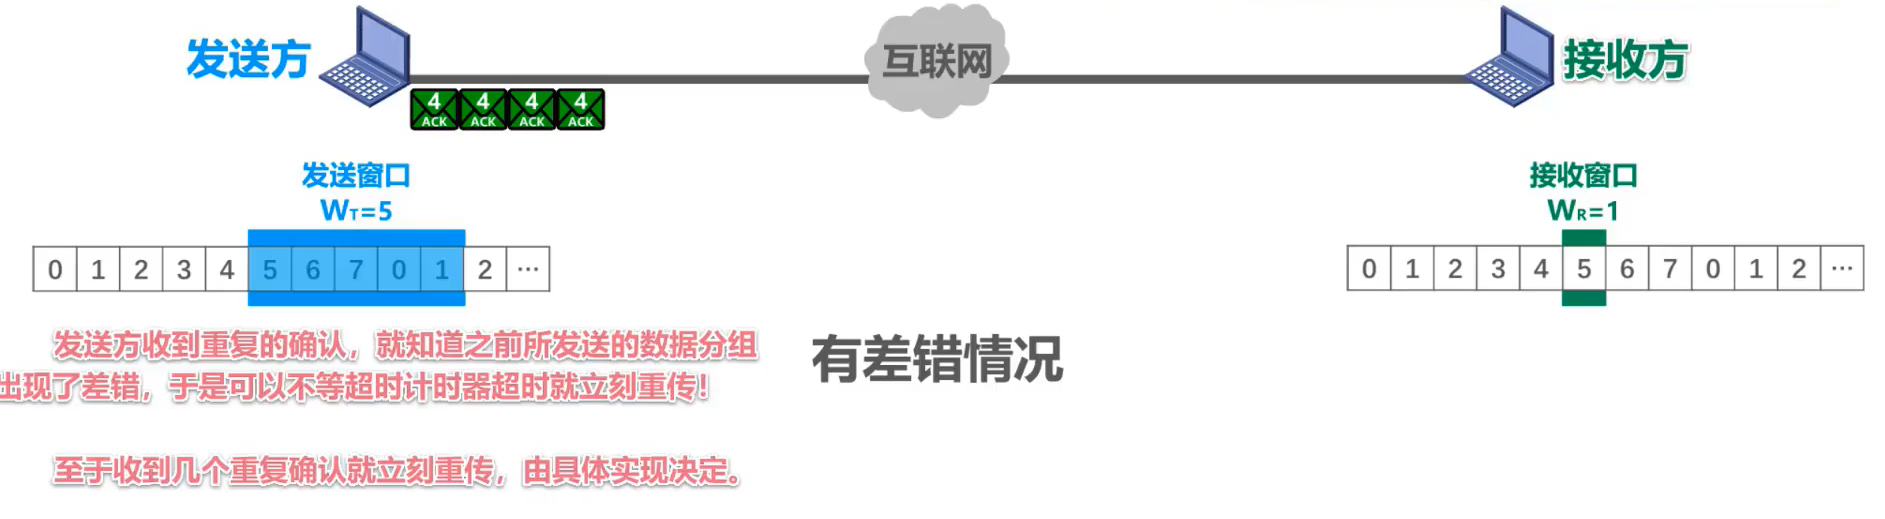 发送方
互联网
接收方
4 ACK 4 ACK 4 ACK 4 ACK
发送窗口
WT=5
接收窗口
WR=1
0 1 2 3 4 5 6 7 0 1 2 ...
0 1 2 3 4 5 6 7 0 1 2 ...
发送方收到重复的确认，就知道之前所发送的数据分组
出现了差错，于是可以不等超时计时器超时就立刻重传！
有差错情况
至于收到几个重复确认就立刻重传，由具体实现决定。